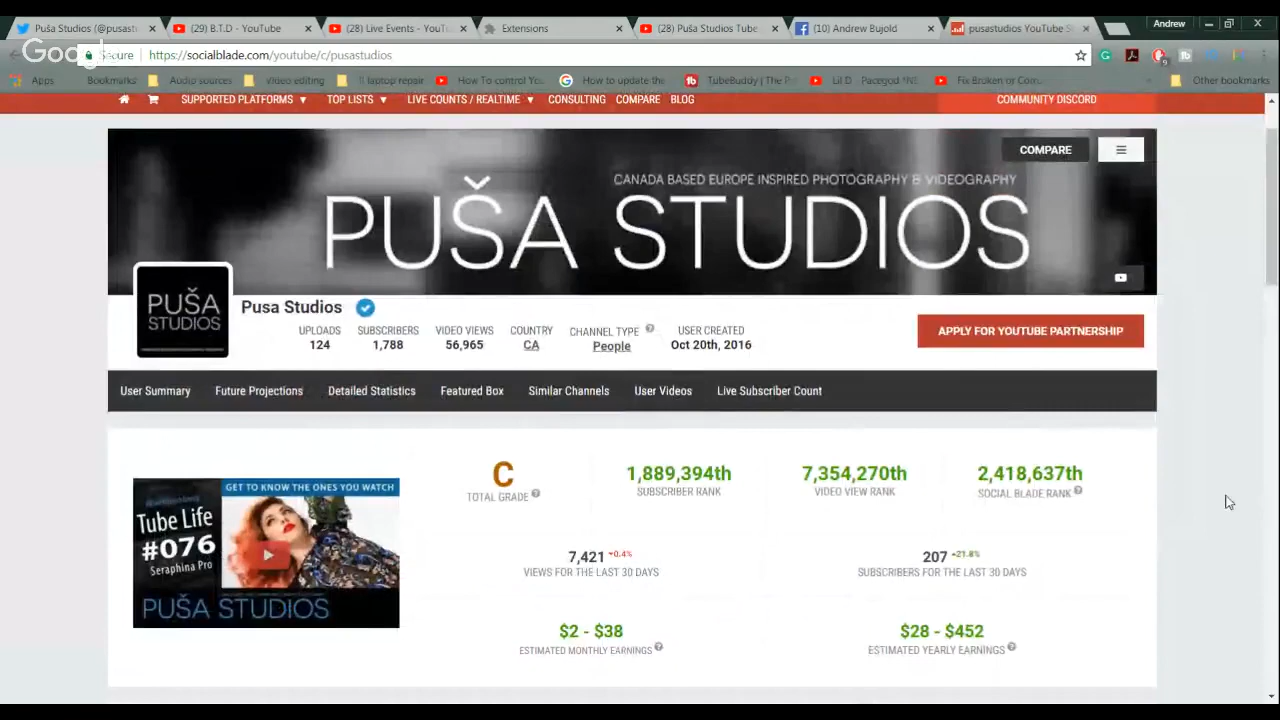 Puša Studios (@pusast
(29) B.T.D - YouTube
(28) Live Events - YouT
Extensions
(28) Puša Studios Tube
(10) Andrew Bujold
pusastudios YouTube S
Andrew
Google
Secure
https://socialblade.com/youtube/c/pusastudios
Apps
Bookmarks
Audio sources
Video editing
laptop repair
How To control Yo
How to update the
TubeBuddy | The P
Lil D
Fix Broken or Corr
Other bookmarks
SUPPORTED PLATFORMS
TOP LISTS
LIVE COUNTS / REALTIME
CONSULTING
COMPARE
BLOG
COMMUNITY DISCORD
COMPARE
CANADA BASED EUROPE INSPIRED PHOTOGRAPHY & VIDEOGRAPHY
PUŠA STUDIOS
PUŠA
STUDIOS
Pusa Studios
UPLOADS
124
SUBSCRIBERS
1,788
VIDEO VIEWS
56,965
COUNTRY
CA
CHANNEL TYPE
People
USER CREATED
Oct 20th, 2016
APPLY FOR YOUTUBE PARTNERSHIP
User Summary
Future Projections
Detailed Statistics
Featured Box
Similar Channels
User Videos
Live Subscriber Count
GET TO KNOW THE ONES YOU WATCH
Tube Life
#076
Seraphina Pro
PUŠA STUDIOS
C
TOTAL GRADE
1,889,394th
SUBSCRIBER RANK
7,354,270th
VIDEO VIEW RANK
2,418,637th
SOCIAL BLADE RANK
7,421 +0.4%
VIEWS FOR THE LAST 30 DAYS
207 +21.8%
SUBSCRIBERS FOR THE LAST 30 DAYS
$2 - $38
ESTIMATED MONTHLY EARNINGS
$28 - $452
ESTIMATED YEARLY EARNINGS